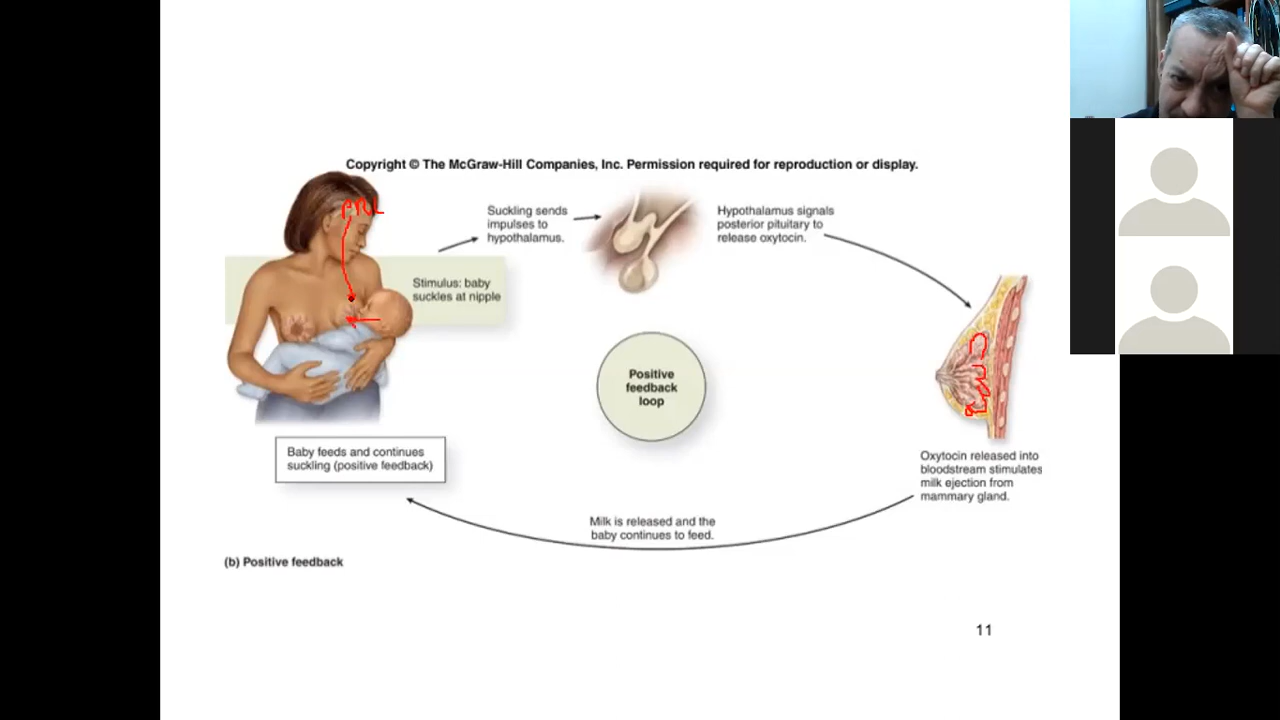 Copyright © The McGraw-Hill Companies, Inc. Permission required for reproduction or display.
PRL
Suckling sends
impulses to
hypothalamus.
Hypothalamus signals
posterior pituitary to
release oxytocin.
Stimulus: baby
suckles at nipple
Positive
feedback
loop
Baby feeds and continues
suckling (positive feedback)
Oxytocin released into
bloodstream stimulates
milk ejection from
mammary gland.
Milk is released and the
baby continues to feed.
(b) Positive feedback
11